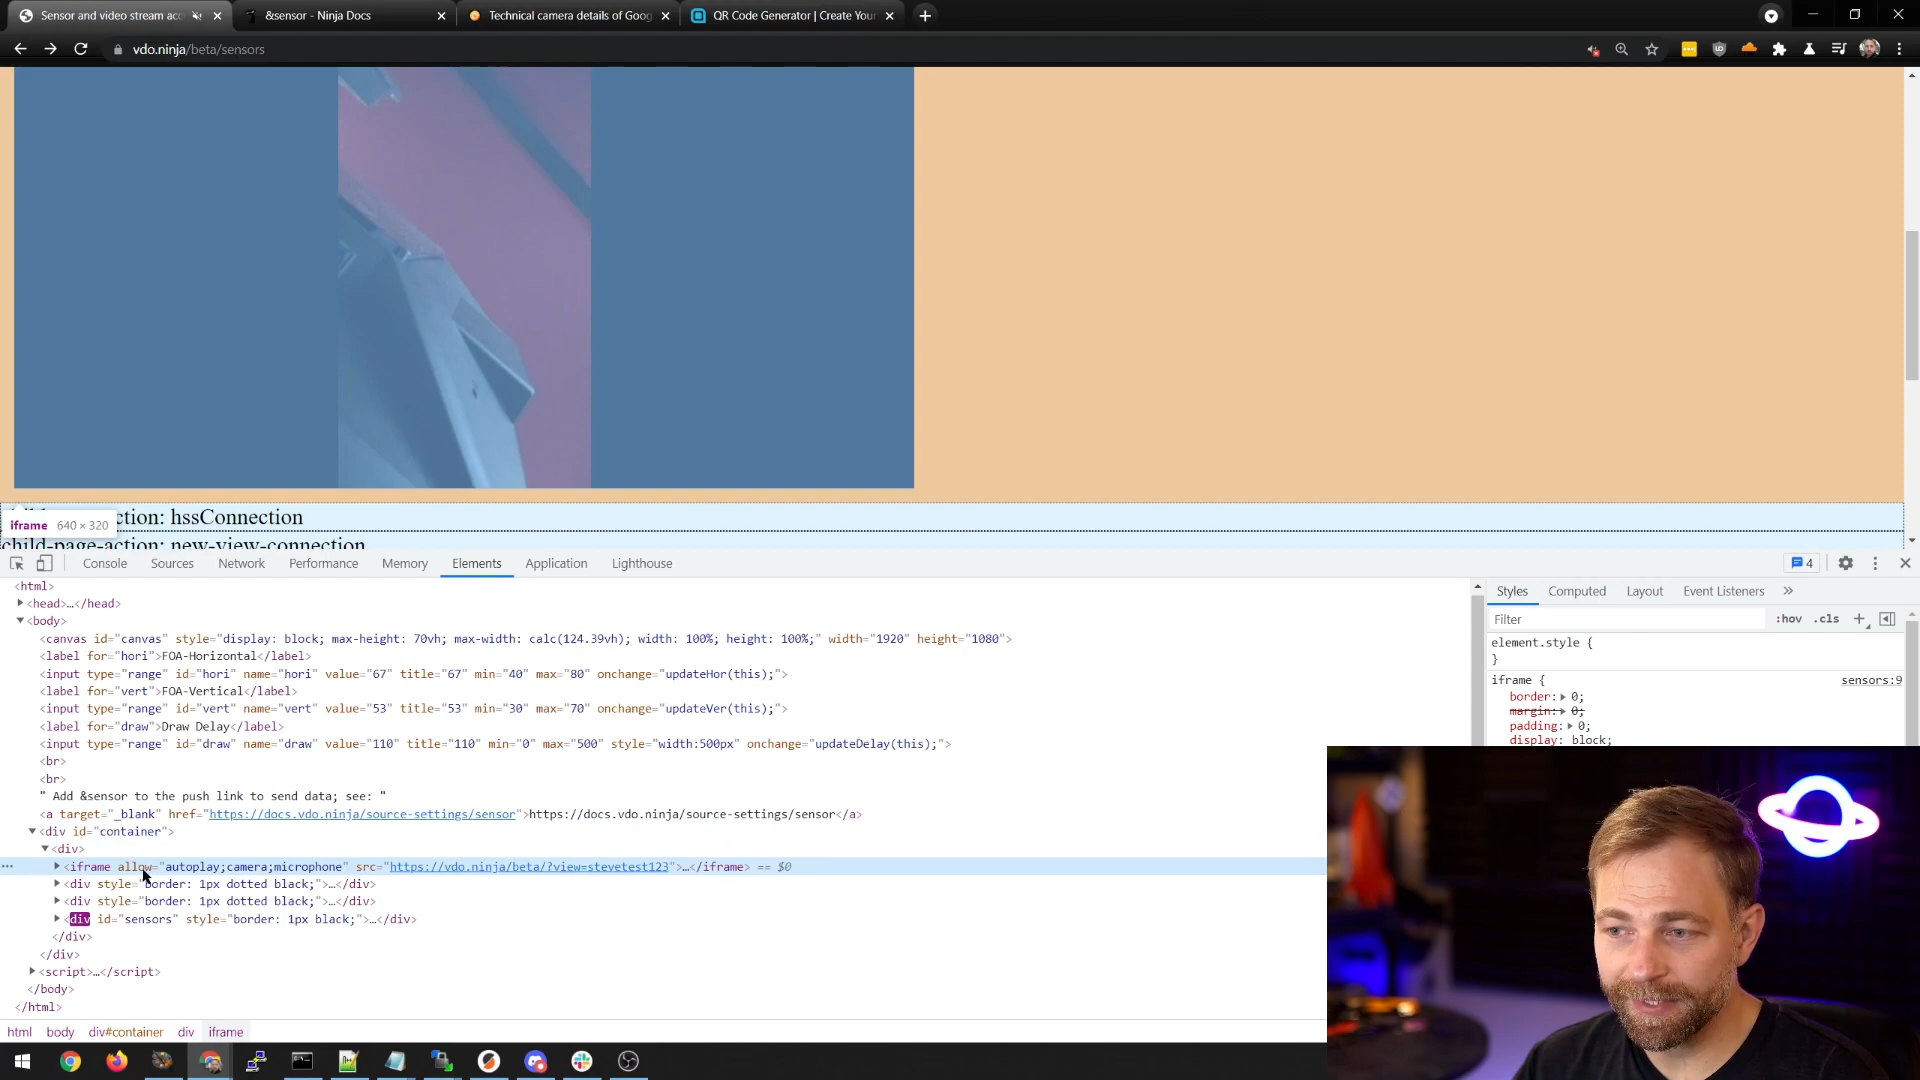 Sensor and video stream acc
&sensor - Ninja Docs
Technical camera details of Goog
QR Code Generator | Create Your
vdo.ninja/beta/sensors
ction: hssConnection
iframe 640 × 320
child-page-action: new-view-connection
Console Sources Network Performance Memory Elements Application Lighthouse
4
<html>
<head>…</head>
<body>
<canvas id="canvas" style="display: block; max-height: 70vh; max-width: calc(124.39vh); width: 100%; height: 100%;" width="1920" height="1080">
<label for="hori">FOA-Horizontal</label>
<input type="range" id="hori" name="hori" value="67" title="67" min="40" max="80" onchange="updateHor(this);">
<label for="vert">FOA-Vertical</label>
<input type="range" id="vert" name="vert" value="53" title="53" min="30" max="70" onchange="updateVer(this);">
<label for="draw">Draw Delay</label>
<input type="range" id="draw" name="draw" value="110" title="110" min="0" max="500" style="width:500px" onchange="updateDelay(this);">
<br>
<br>
" Add &sensor to the push link to send data; see: "
<a target="_blank" href="https://docs.vdo.ninja/source-settings/sensor">https://docs.vdo.ninja/source-settings/sensor</a>
<div id="container">
<div>
<iframe allow="autoplay;camera;microphone" src="https://vdo.ninja/beta/?view=stevetest123">…</iframe> == $0
<div style="border: 1px dotted black;">…</div>
<div style="border: 1px dotted black;">…</div>
<div id="sensors" style="border: 1px black;">…</div>
</div>
</div>
<script>…</script>
</body>
</html>
html body div#container div iframe
Styles Computed Layout Event Listeners »
Filter
:hov .cls +
element.style {
}
iframe { sensors:9
border: 0;
margin: 0;
padding: 0;
display: block;